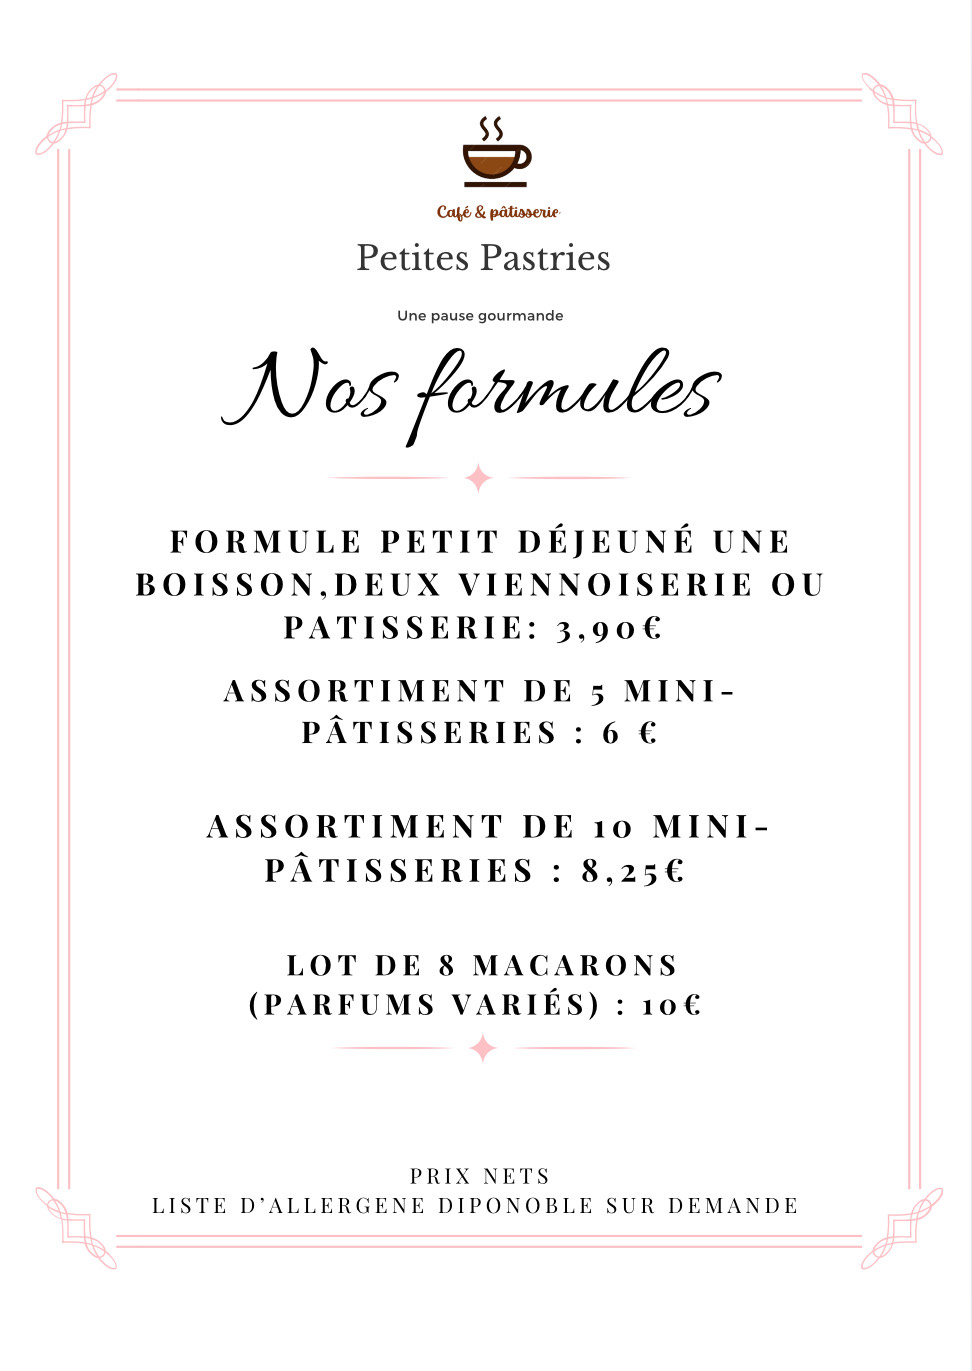 Café & pâtisserie
Petites Pastries
Une pause gourmande
Nos formules
FORMULE PETIT DÉJEUNÉ UNE
BOISSON,DEUX VIENNOISERIE OU
PATISSERIE: 3,90€
ASSORTIMENT DE 5 MINI-
PÂTISSERIES : 6 €
ASSORTIMENT DE 10 MINI-
PÂTISSERIES : 8,25€
LOT DE 8 MACARONS
(PARFUMS VARIÉS) : 10€
PRIX NETS
LISTE D’ALLERGENE DIPONOBLE SUR DEMANDE